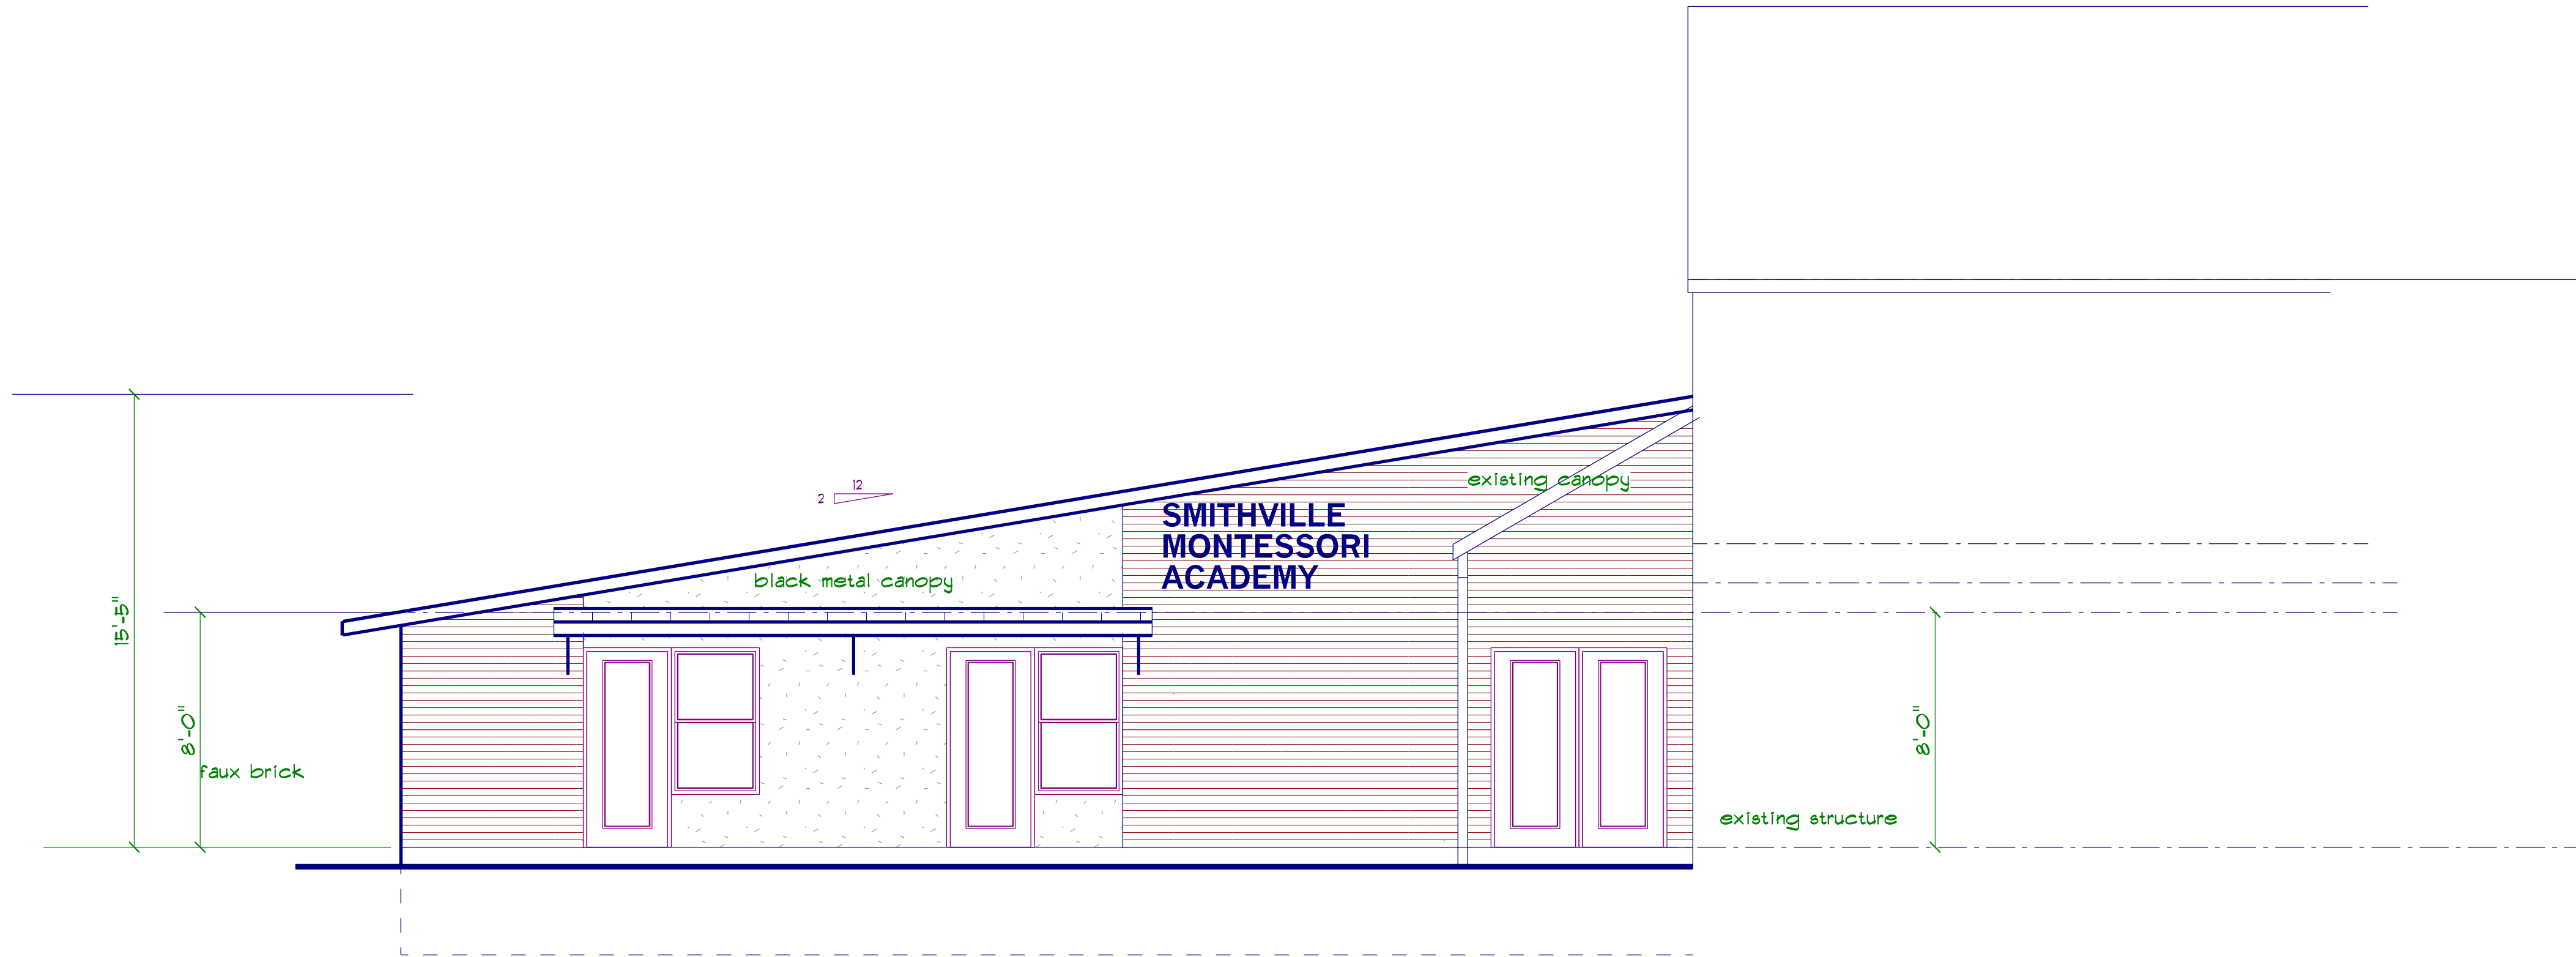 12
2
existing canopy
SMITHVILLE
MONTESSORI
ACADEMY
black metal canopy
15'-5"
8'-0"
8'-0"
faux brick
existing structure